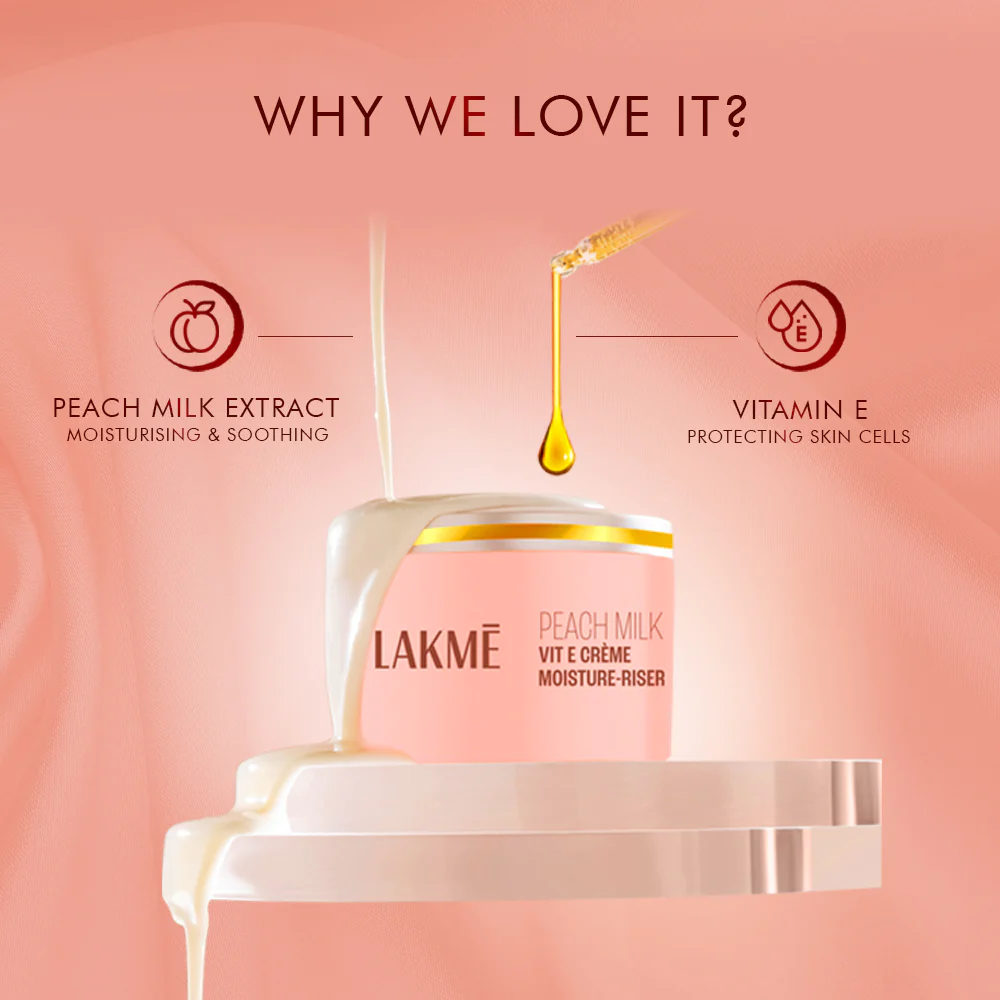 WHY WE LOVE IT?
E
PEACH MILK EXTRACT
MOISTURISING & SOOTHING
VITAMIN E
PROTECTING SKIN CELLS
LAKMĒ
PEACH MILK
VIT E CRÈME
MOISTURE-RISER